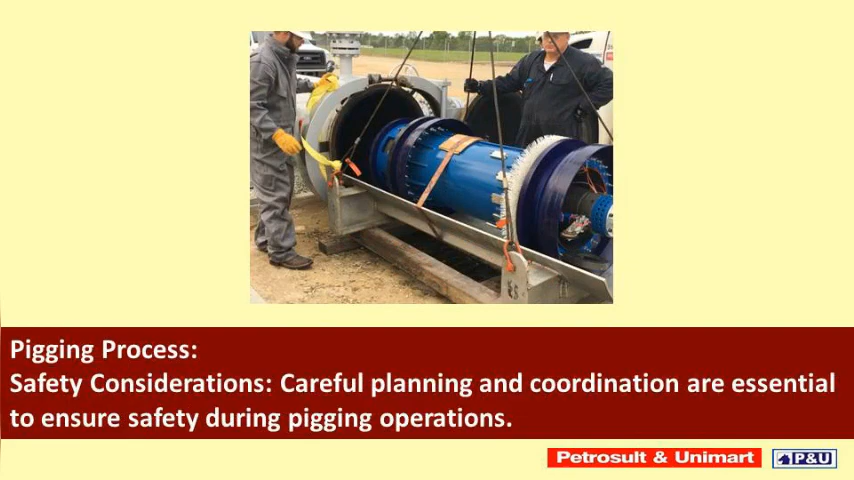 Pigging Process:
Safety Considerations: Careful planning and coordination are essential
to ensure safety during pigging operations.
Petrosult & Unimart
P&U